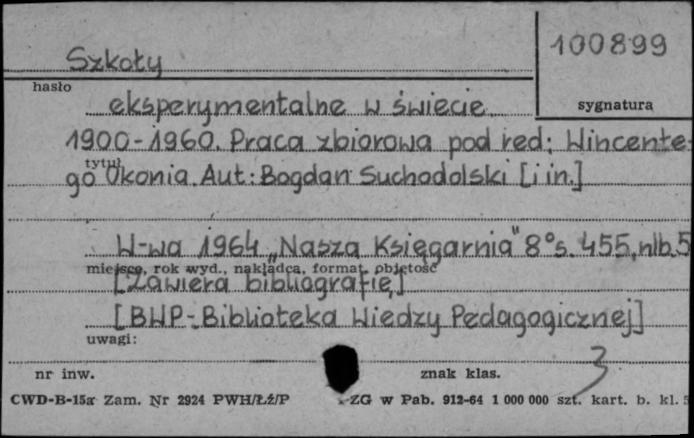 Szkoły
100899
hasło
sygnatura
eksperymentalne w świecie
1900-1960. Praca zbiorowa pod red: Wincente-
tytuł
go Okonia. Aut: Bogdan Suchodolski [i in.]
W-wa 1964 „Nasza Księgarnia" 8° s. 455, nlb. 5
miejsce, rok wyd., nakładca, format, objętość
[Zawiera bibliografię]
[BWP-Biblioteka Wiedzy Pedagogicznej]
uwagi:
3
nr inw.
znak klas.
CWD-B-15a Zam. Nr 2924 PWH/Łź/P
ZG w Pab. 912-64 1 000 000 szt. kart. b. kl. 5